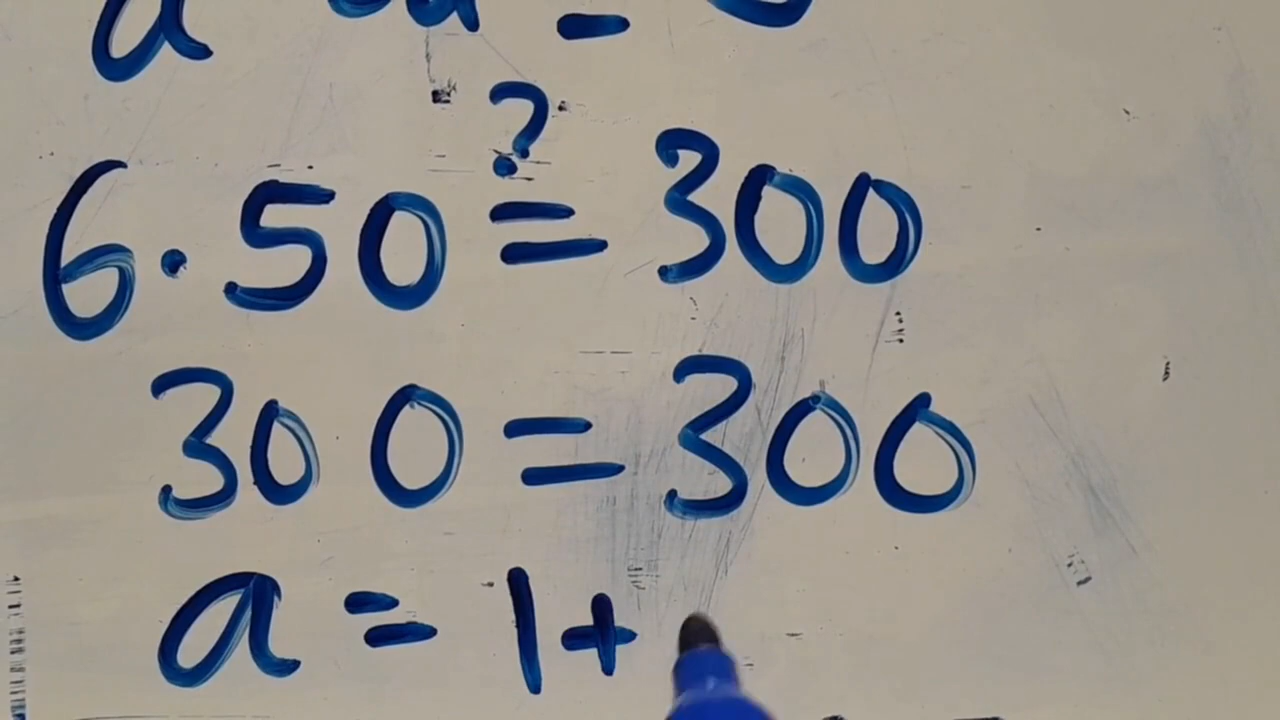 6·50 ≟ 300
300 = 300
a = 1+